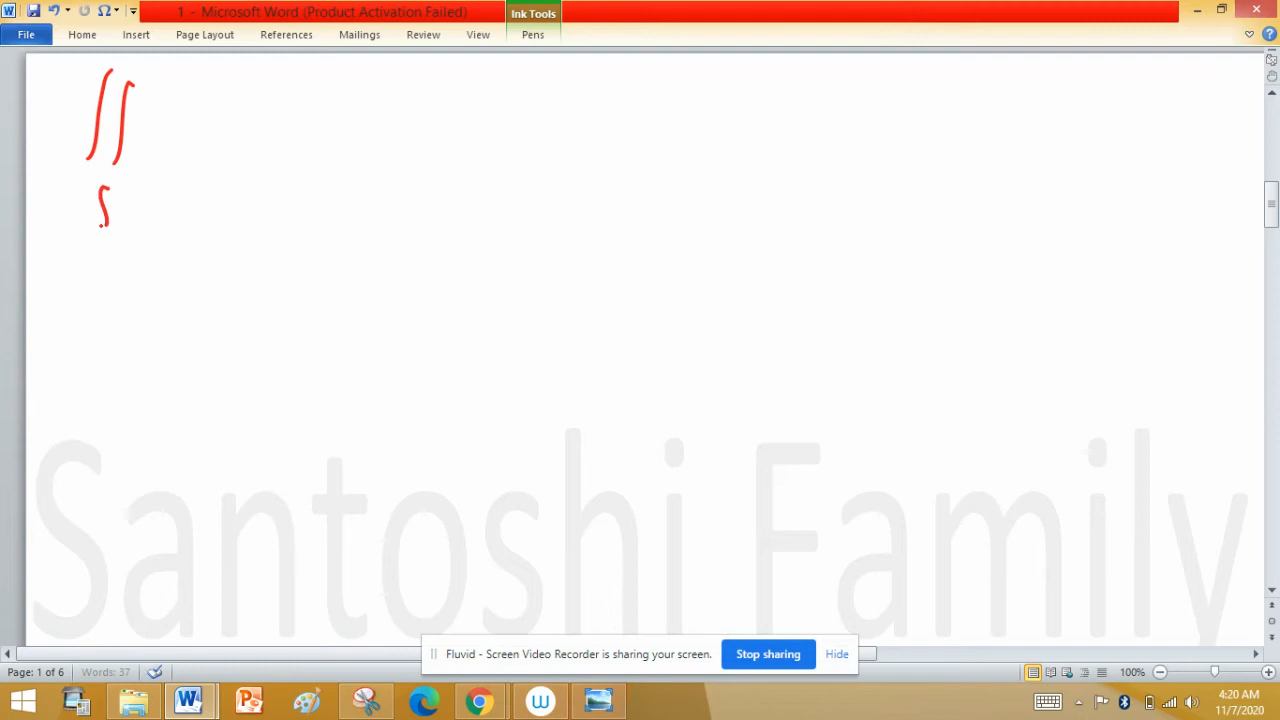 1 - Microsoft Word (Product Activation Failed)
Ink Tools
File Home Insert Page Layout References Mailings Review View Pens
∬
S
Santoshi Family
Fluvid - Screen Video Recorder is sharing your screen. Stop sharing Hide
Page: 1 of 6 Words: 37 100%
4:20 AM
11/7/2020